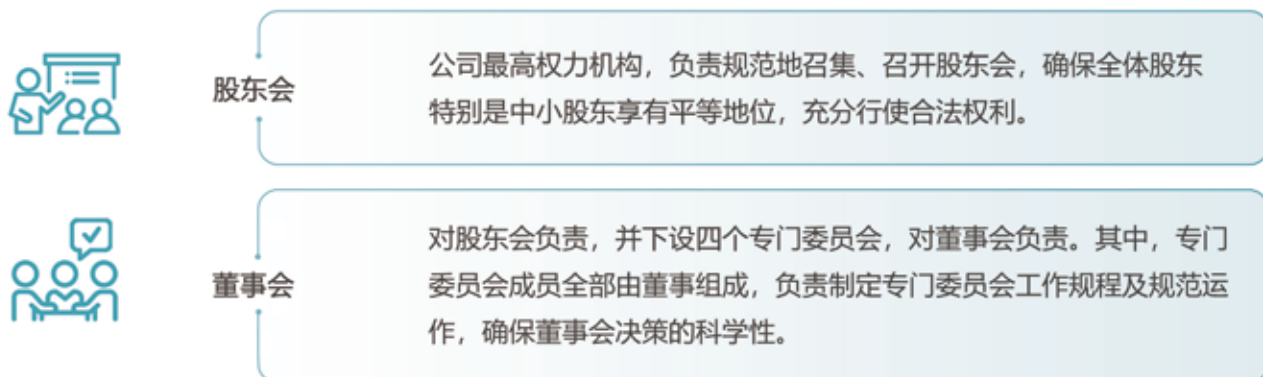 股东会
公司最高权力机构，负责规范地召集、召开股东会，确保全体股东
特别是中小股东享有平等地位，充分行使合法权利。
董事会
对股东会负责，并下设四个专门委员会，对董事会负责。其中，专门
委员会成员全部由董事组成，负责制定专门委员会工作规程及规范运
作，确保董事会决策的科学性。